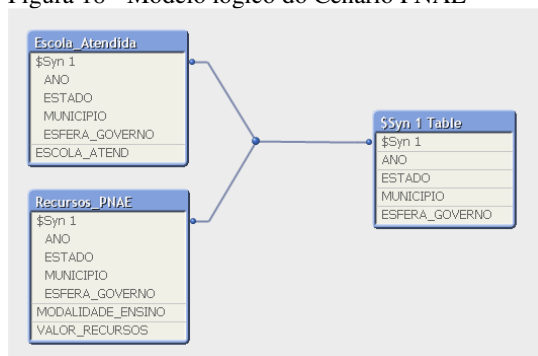 Figura 18 - Modelo lógico do Cenário PNAE
Escola_Atendida
$Syn 1
ANO
ESTADO
MUNICIPIO
ESFERA_GOVERNO
ESCOLA_ATEND
Recursos_PNAE
$Syn 1
ANO
ESTADO
MUNICIPIO
ESFERA_GOVERNO
MODALIDADE_ENSINO
VALOR_RECURSOS
$Syn 1 Table
$Syn 1
ANO
ESTADO
MUNICIPIO
ESFERA_GOVERNO